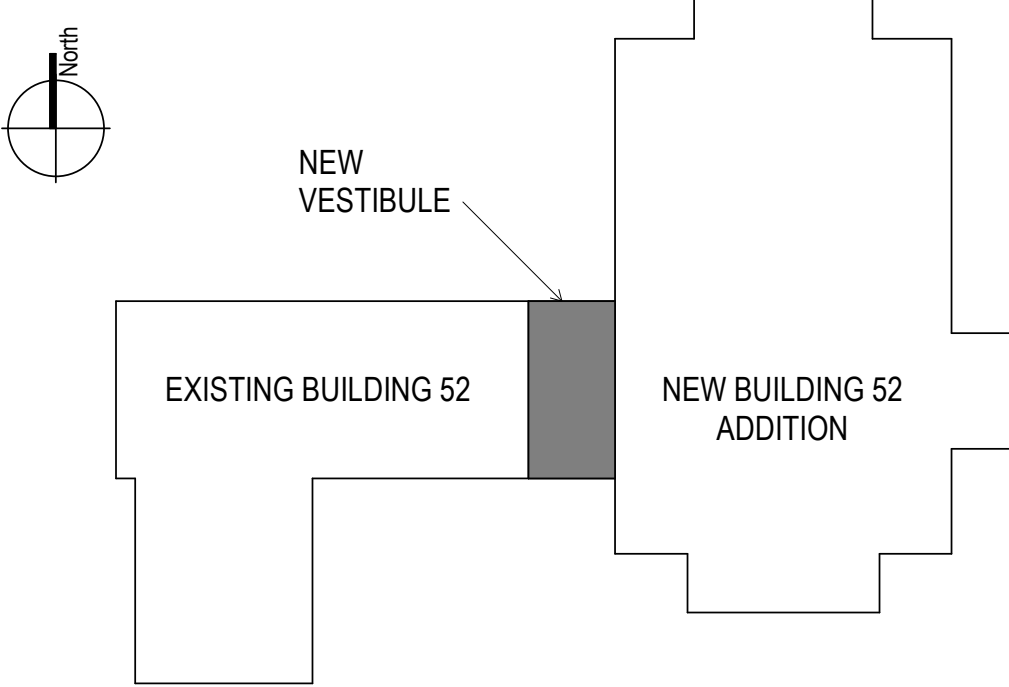 North
NEW
VESTIBULE
EXISTING BUILDING 52
NEW BUILDING 52
ADDITION